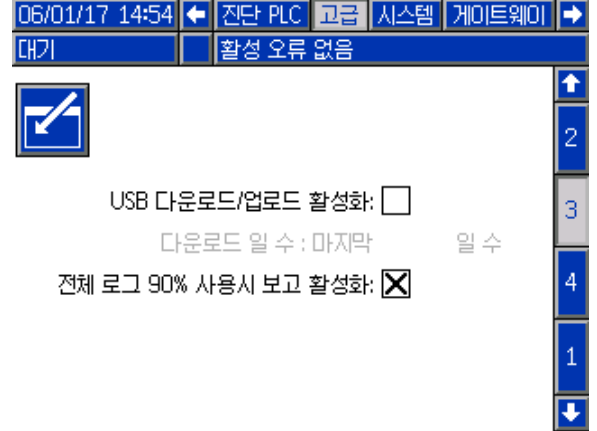 06/01/17 14:54 진단 PLC 고급 시스템 게이트웨이
대기 활성 오류 없음
2
USB 다운로드/업로드 활성화:
3
다운로드 일 수 : 마지막 일 수
전체 로그 90% 사용시 보고 활성화:
4
1